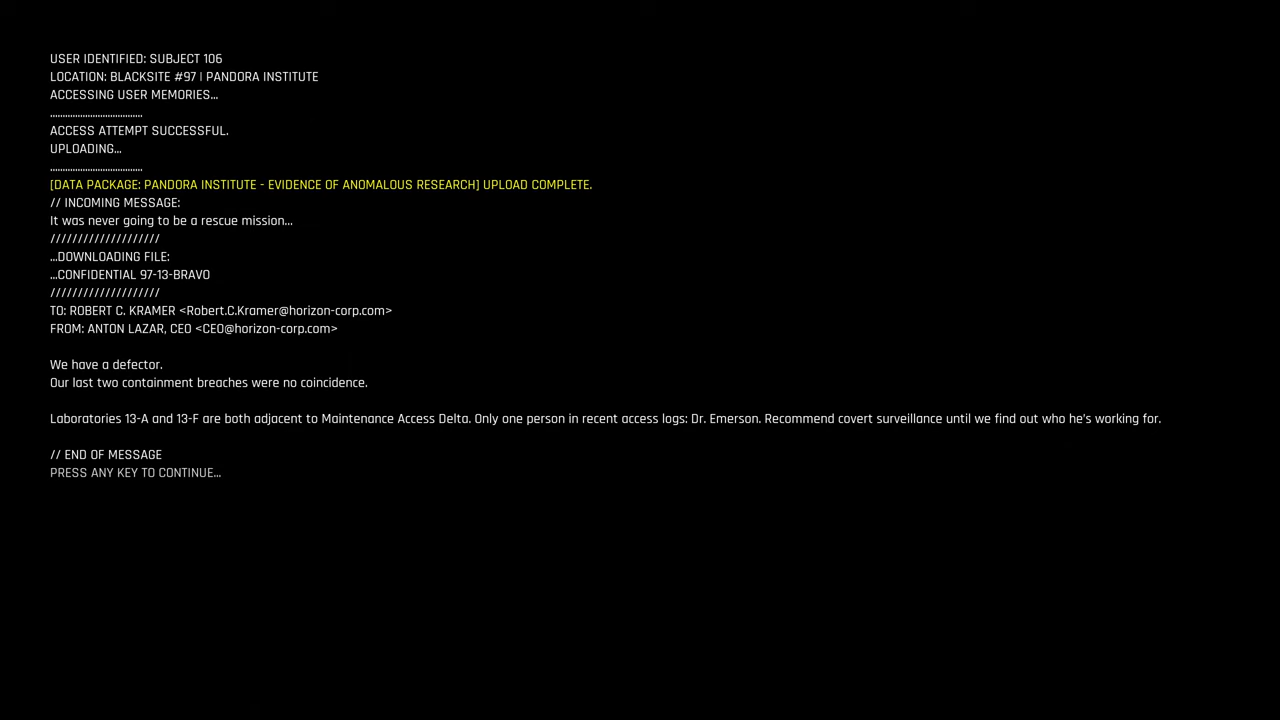 USER IDENTIFIED: SUBJECT 106
LOCATION: BLACKSITE #97 | PANDORA INSTITUTE
ACCESSING USER MEMORIES...
.....................................
ACCESS ATTEMPT SUCCESSFUL.
UPLOADING...
.....................................
[DATA PACKAGE: PANDORA INSTITUTE - EVIDENCE OF ANOMALOUS RESEARCH] UPLOAD COMPLETE.
// INCOMING MESSAGE:
It was never going to be a rescue mission...
////////////////////
...DOWNLOADING FILE:
...CONFIDENTIAL 97-13-BRAVO
////////////////////
TO: ROBERT C. KRAMER <Robert.C.Kramer@horizon-corp.com>
FROM: ANTON LAZAR, CEO <CEO@horizon-corp.com>
We have a defector.
Our last two containment breaches were no coincidence.
Laboratories 13-A and 13-F are both adjacent to Maintenance Access Delta. Only one person in recent access logs: Dr. Emerson. Recommend covert surveillance until we find out who he's working for.
// END OF MESSAGE
PRESS ANY KEY TO CONTINUE...